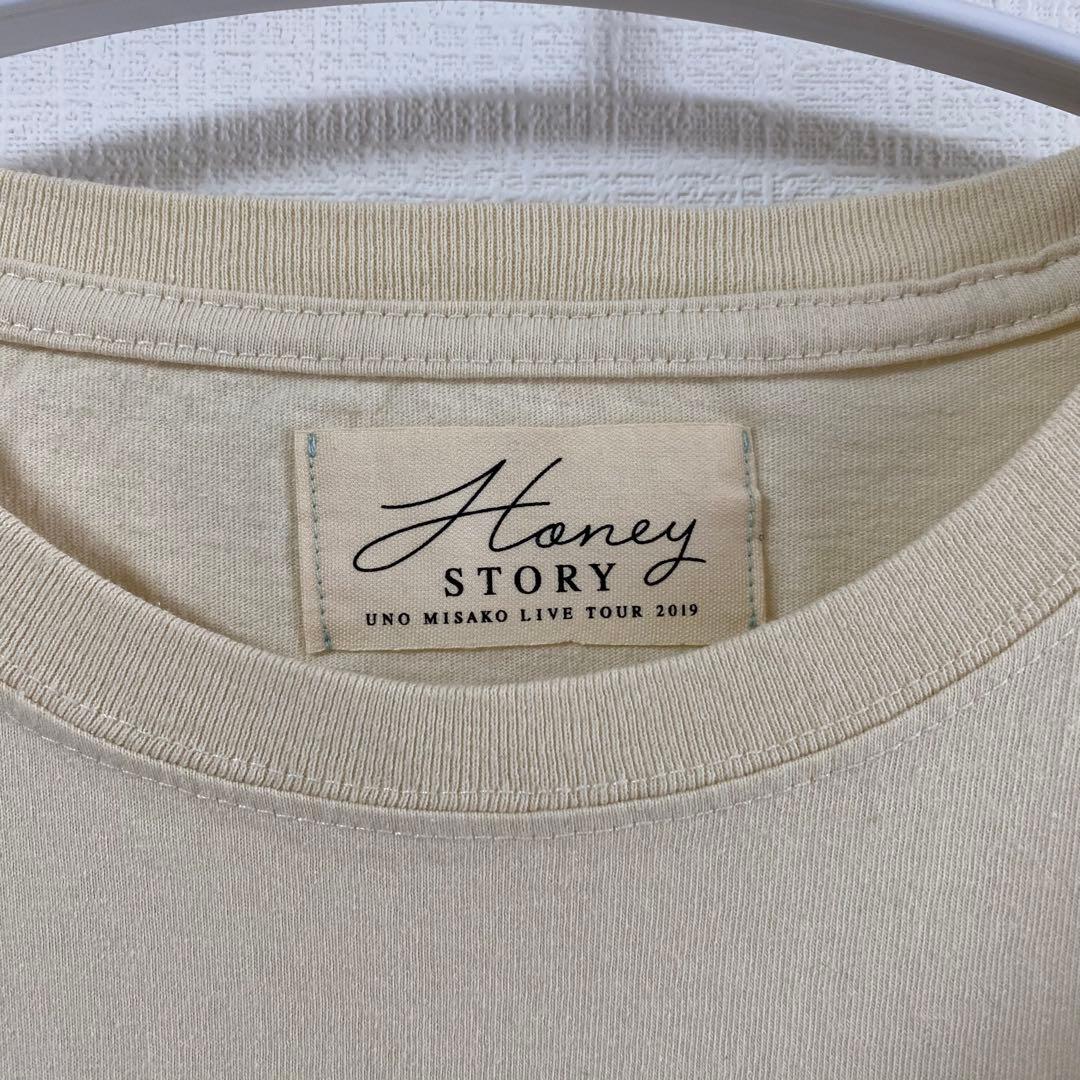 Honey
STORY
UNO MISAKO LIVE TOUR 2019